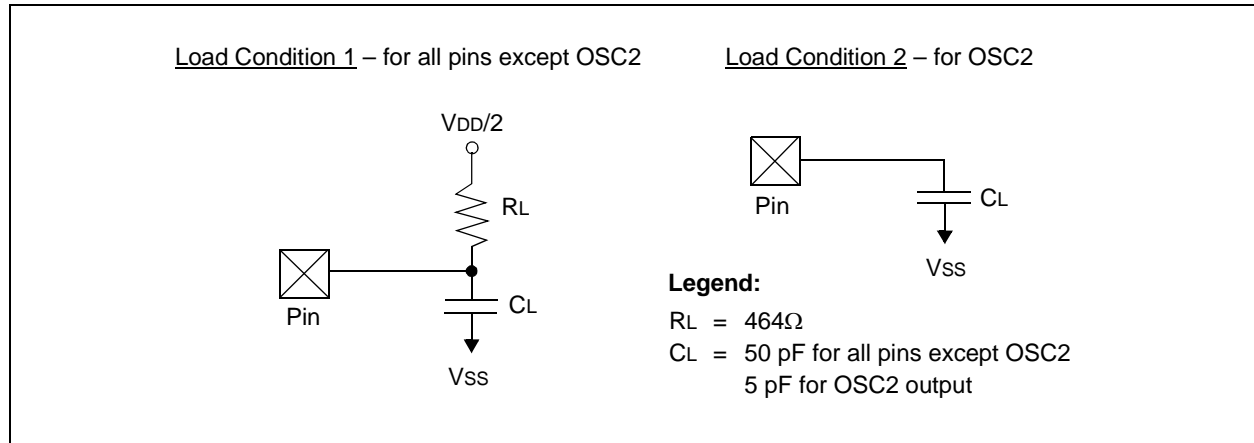 Load Condition 1 – for all pins except OSC2
VDD/2
RL
Pin
CL
VSS
Load Condition 2 – for OSC2
Pin
CL
VSS
Legend:
RL = 464Ω
CL = 50 pF for all pins except OSC2
5 pF for OSC2 output